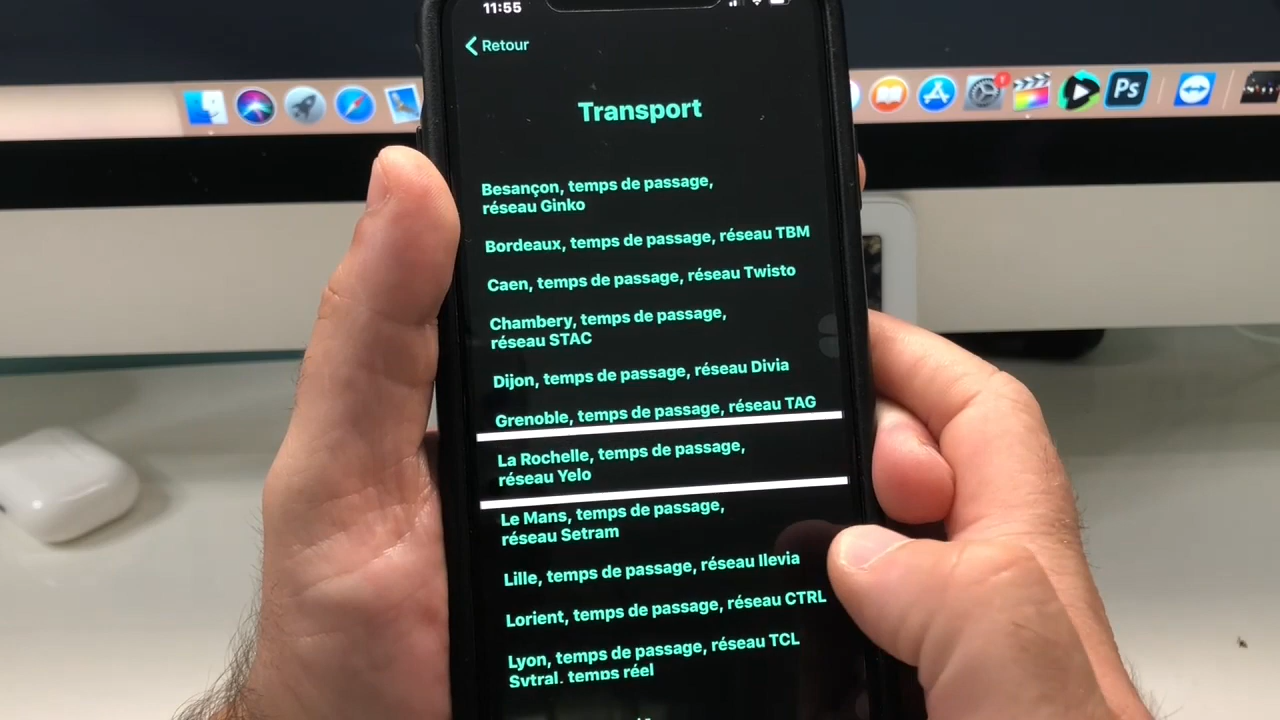 11:55
Retour
Transport
Besançon, temps de passage,
réseau Ginko
Bordeaux, temps de passage, réseau TBM
Caen, temps de passage, réseau Twisto
Chambery, temps de passage,
réseau STAC
Dijon, temps de passage, réseau Divia
Grenoble, temps de passage, réseau TAG
La Rochelle, temps de passage,
réseau Yelo
Le Mans, temps de passage,
réseau Setram
Lille, temps de passage, réseau Ilevia
Lorient, temps de passage, réseau CTRL
Lyon, temps de passage, réseau TCL
Sytral, temps réel
Ps